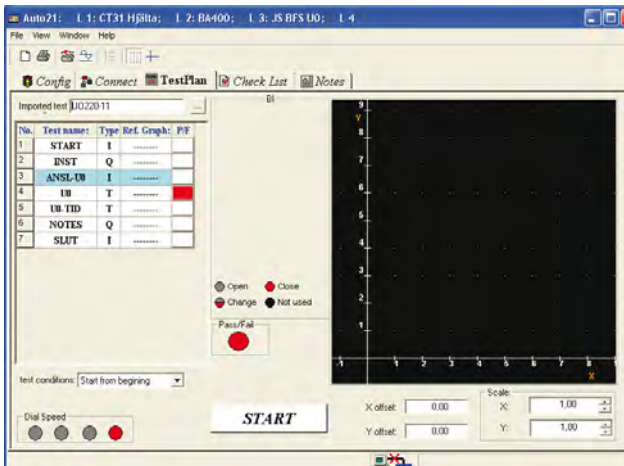 Auto21: L 1: CT31 Hjälta; L 2: BA400; L 3: JS BFS U0; L 4
File View Window Help
Config Connect TestPlan Check List Notes
Imported test U0220-11 ...
BI
No. Test name: Type Ref. Graph: P/F
1 START I --------
2 INST Q --------
3 ANSL-U0 I --------
4 U0 T --------
5 U0-TID T --------
6 NOTES Q --------
7 SLUT I --------
Y
9
8
7
6
5
4
3
2
1
-1 0 1 2 3 4 5 6 7 8 9
X
Open Close
Change Not used
Pass/Fail
test conditions: Start from begining
Dial Speed
START
X offset: 0,00
Y offset: 0,00
Scale:
X: 1,00
Y: 1,00